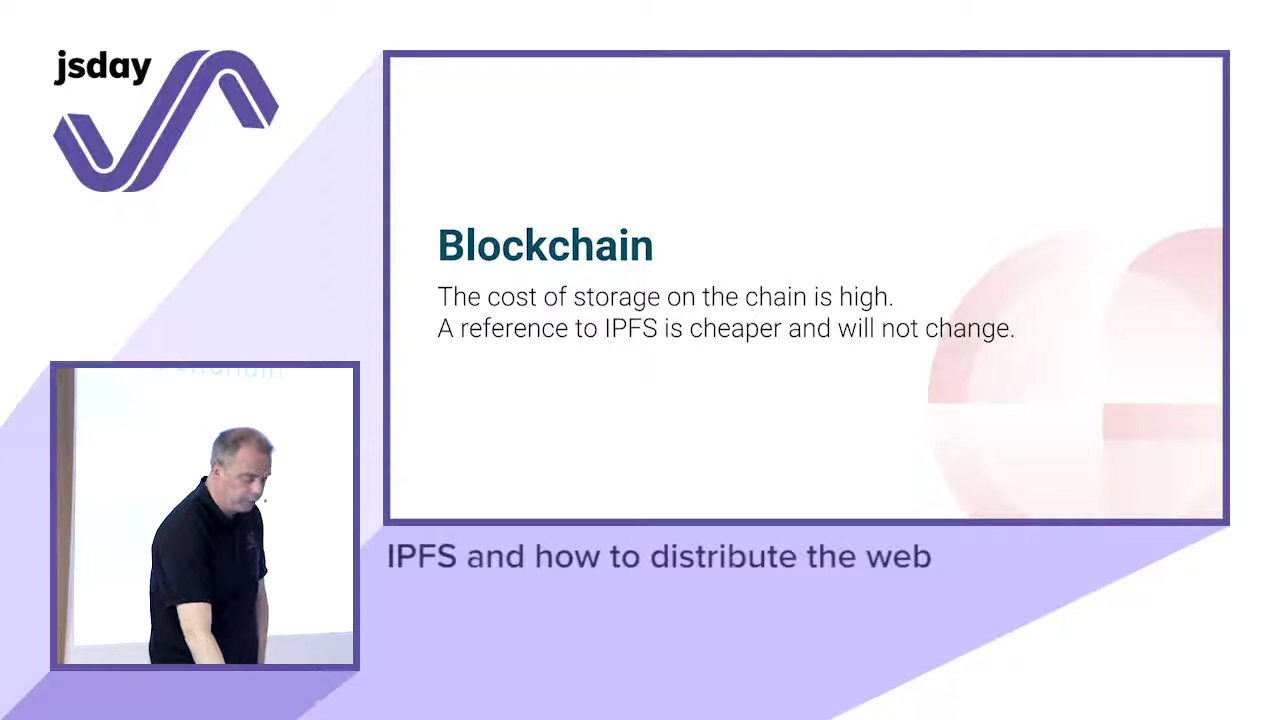 jsday
Blockchain
The cost of storage on the chain is high.
A reference to IPFS is cheaper and will not change.
IPFS and how to distribute the web